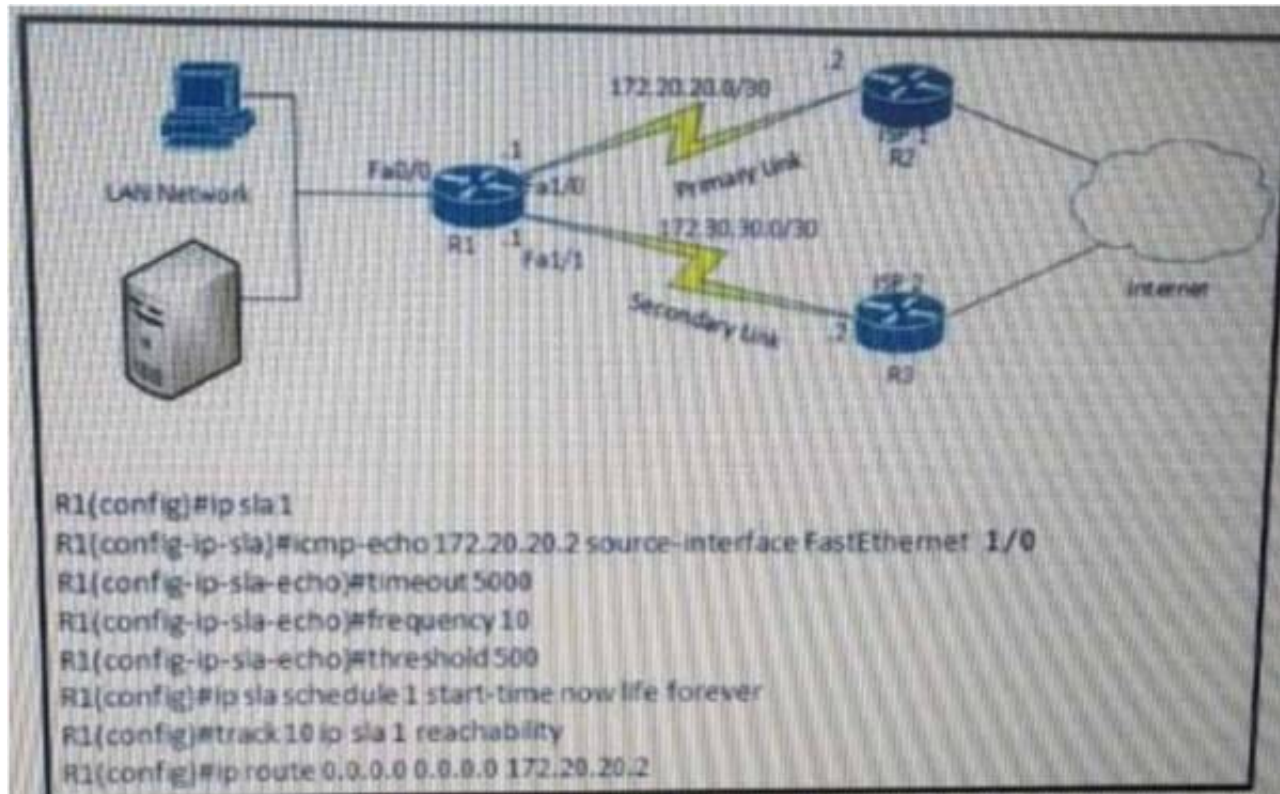 172.20.20.0/30
.2
ISP 1
R2
Primary Link
LAN Network
Fa0/0
.1
Fa1/0
R1
.1
Fa1/1
172.30.30.0/30
Secondary Link
ISP 2
.2
R3
Internet
R1(config)#ip sla 1
R1(config-ip-sla)#icmp-echo 172.20.20.2 source-interface FastEthernet 1/0
R1(config-ip-sla-echo)#timeout 5000
R1(config-ip-sla-echo)#frequency 10
R1(config-ip-sla-echo)#threshold 500
R1(config)#ip sla schedule 1 start-time now life forever
R1(config)#track 10 ip sla 1 reachability
R1(config)#ip route 0.0.0.0 0.0.0.0 172.20.20.2